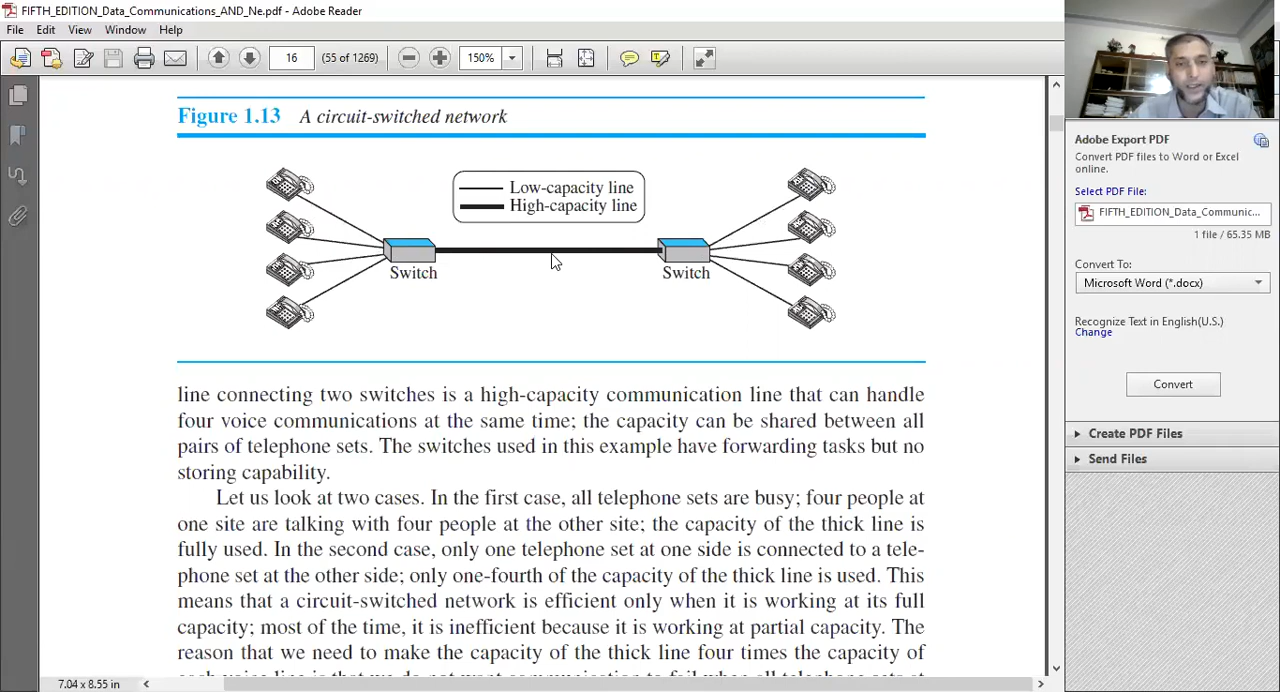 FIFTH_EDITION_Data_Communications_AND_Ne.pdf - Adobe Reader
File Edit View Window Help
16 (55 of 1269) 150%
Figure 1.13 A circuit-switched network
Low-capacity line
High-capacity line
Switch Switch
line connecting two switches is a high-capacity communication line that can handle
four voice communications at the same time; the capacity can be shared between all
pairs of telephone sets. The switches used in this example have forwarding tasks but no
storing capability.
Let us look at two cases. In the first case, all telephone sets are busy; four people at
one site are talking with four people at the other site; the capacity of the thick line is
fully used. In the second case, only one telephone set at one side is connected to a tele-
phone set at the other side; only one-fourth of the capacity of the thick line is used. This
means that a circuit-switched network is efficient only when it is working at its full
capacity; most of the time, it is inefficient because it is working at partial capacity. The
reason that we need to make the capacity of the thick line four times the capacity of
7.04 x 8.55 in
Adobe Export PDF
Convert PDF files to Word or Excel
online.
Select PDF File:
FIFTH_EDITION_Data_Communic...
1 file / 65.35 MB
Convert To:
Microsoft Word (*.docx)
Recognize Text in English(U.S.)
Change
Convert
Create PDF Files
Send Files